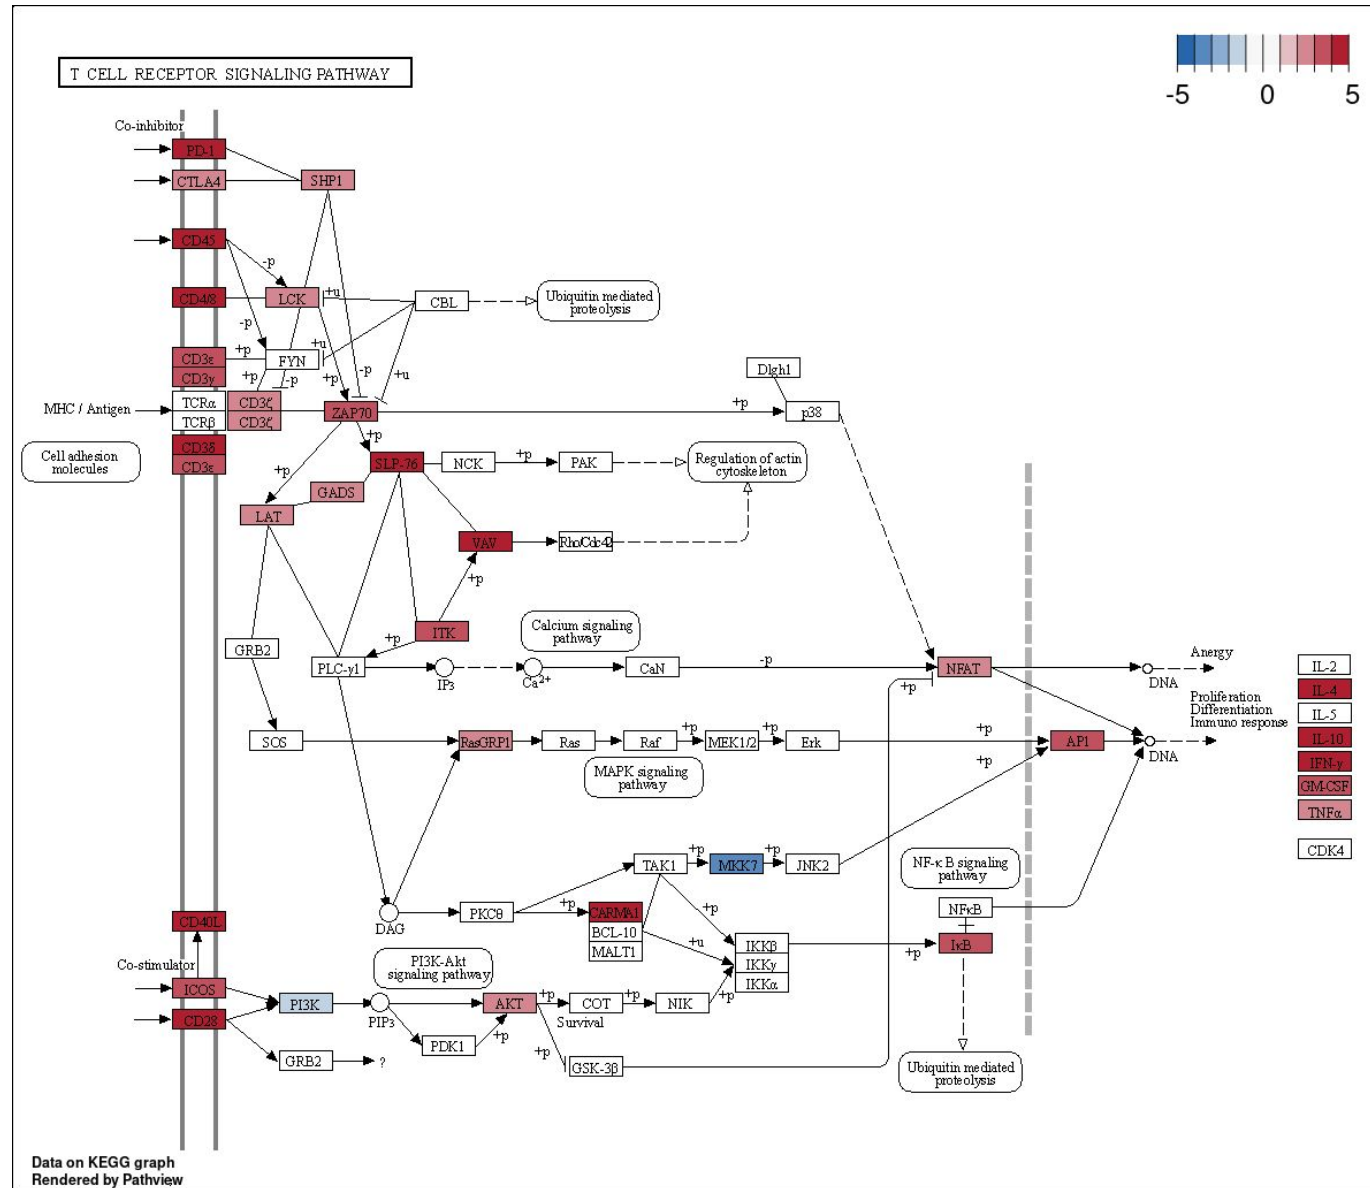 -5 0 5
T CELL RECEPTOR SIGNALING PATHWAY
Co-inhibitor
PD-1
CTLA4
SHP1
CD45
-p
CD4/8
LCK
+u
CBL
Ubiquitin mediated
proteolysis
-p
+u
CD3ε
+p
FYN
CD3γ
+p
-p
+p
-p
+u
Dlgh1
MHC / Antigen
TCRα
TCRβ
CD3ζ
CD3ζ
ZAP70
+p
p38
Cell adhesion
molecules
CD3δ
CD3ε
+p
+p
SLP-76
NCK
+p
PAK
Regulation of actin
cytoskeleton
GADS
LAT
VAV
Rho/Cdc42
+p
ITK
+p
Calcium signaling
pathway
GRB2
PLC-γ1
IP3
Ca2+
CaN
-p
+p
NFAT
DNA
Anergy
Proliferation
Differentiation
Immuno response
IL-2
IL-4
IL-5
IL-10
IFN-γ
GM-CSF
TNFα
CDK4
SOS
RasGRP1
Ras
Raf
+p
MEK1/2
+p
Erk
+p
+p
AP1
DNA
MAPK signaling
pathway
TAK1
+p
MKK7
+p
JNK2
NF-κB signaling
pathway
DAG
PKCθ
+p
CARMA1
BCL-10
MALT1
+p
+u
IKKβ
IKKγ
IKKα
+p
NFκB
IκB
CD40L
Co-stimulator
ICOS
CD28
PI3K-Akt
signaling pathway
PI3K
PIP3
AKT
+p
COT
+p
NIK
+p
Survival
PDK1
+p
+p
GSK-3β
GRB2
?
Ubiquitin mediated
proteolysis
Data on KEGG graph
Rendered by Pathview